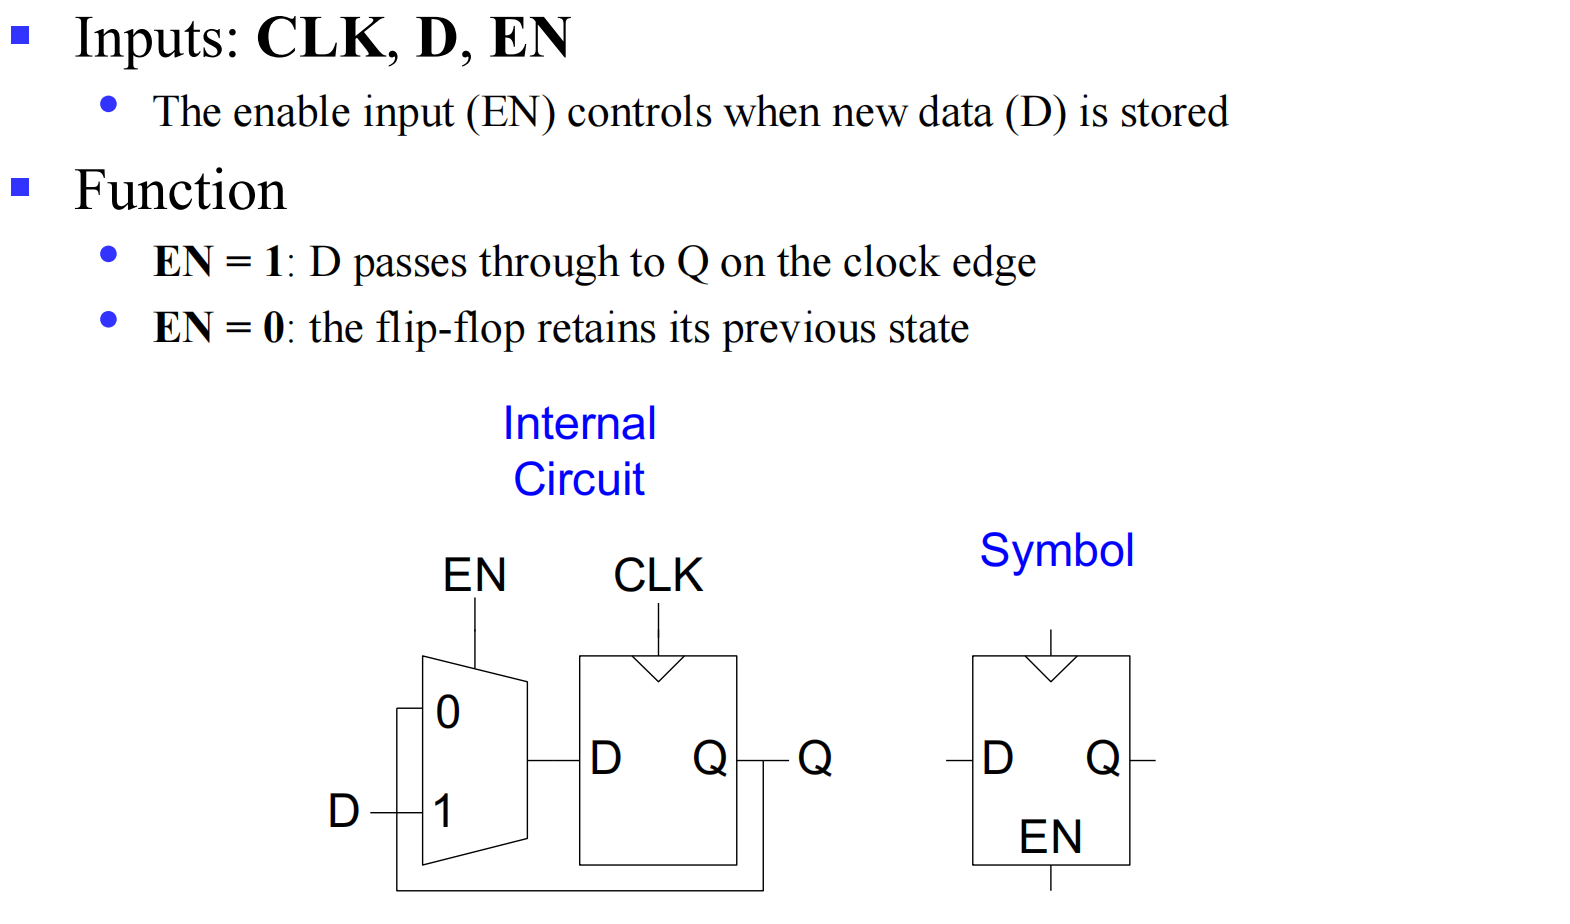 Inputs: CLK, D, EN
The enable input (EN) controls when new data (D) is stored
Function
EN = 1: D passes through to Q on the clock edge
EN = 0: the flip-flop retains its previous state
Internal
Circuit
Symbol
EN
CLK
0
D
Q
Q
D
1
D
Q
EN